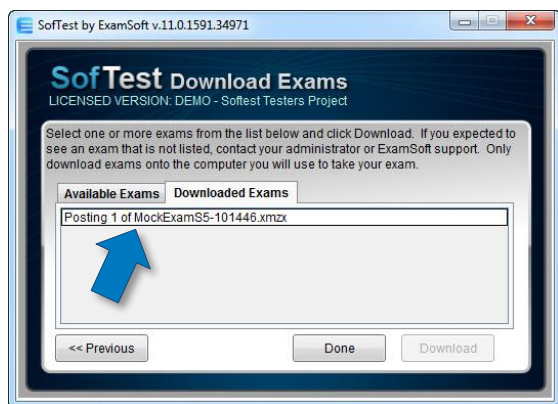 SofTest by ExamSoft v.11.0.1591.34971
SofTest Download Exams
LICENSED VERSION: DEMO - Softest Testers Project
Select one or more exams from the list below and click Download. If you expected to
see an exam that is not listed, contact your administrator or ExamSoft support. Only
download exams onto the computer you will use to take your exam.
Available Exams Downloaded Exams
Posting 1 of MockExamS5-101446.xmzx
<< Previous Done Download